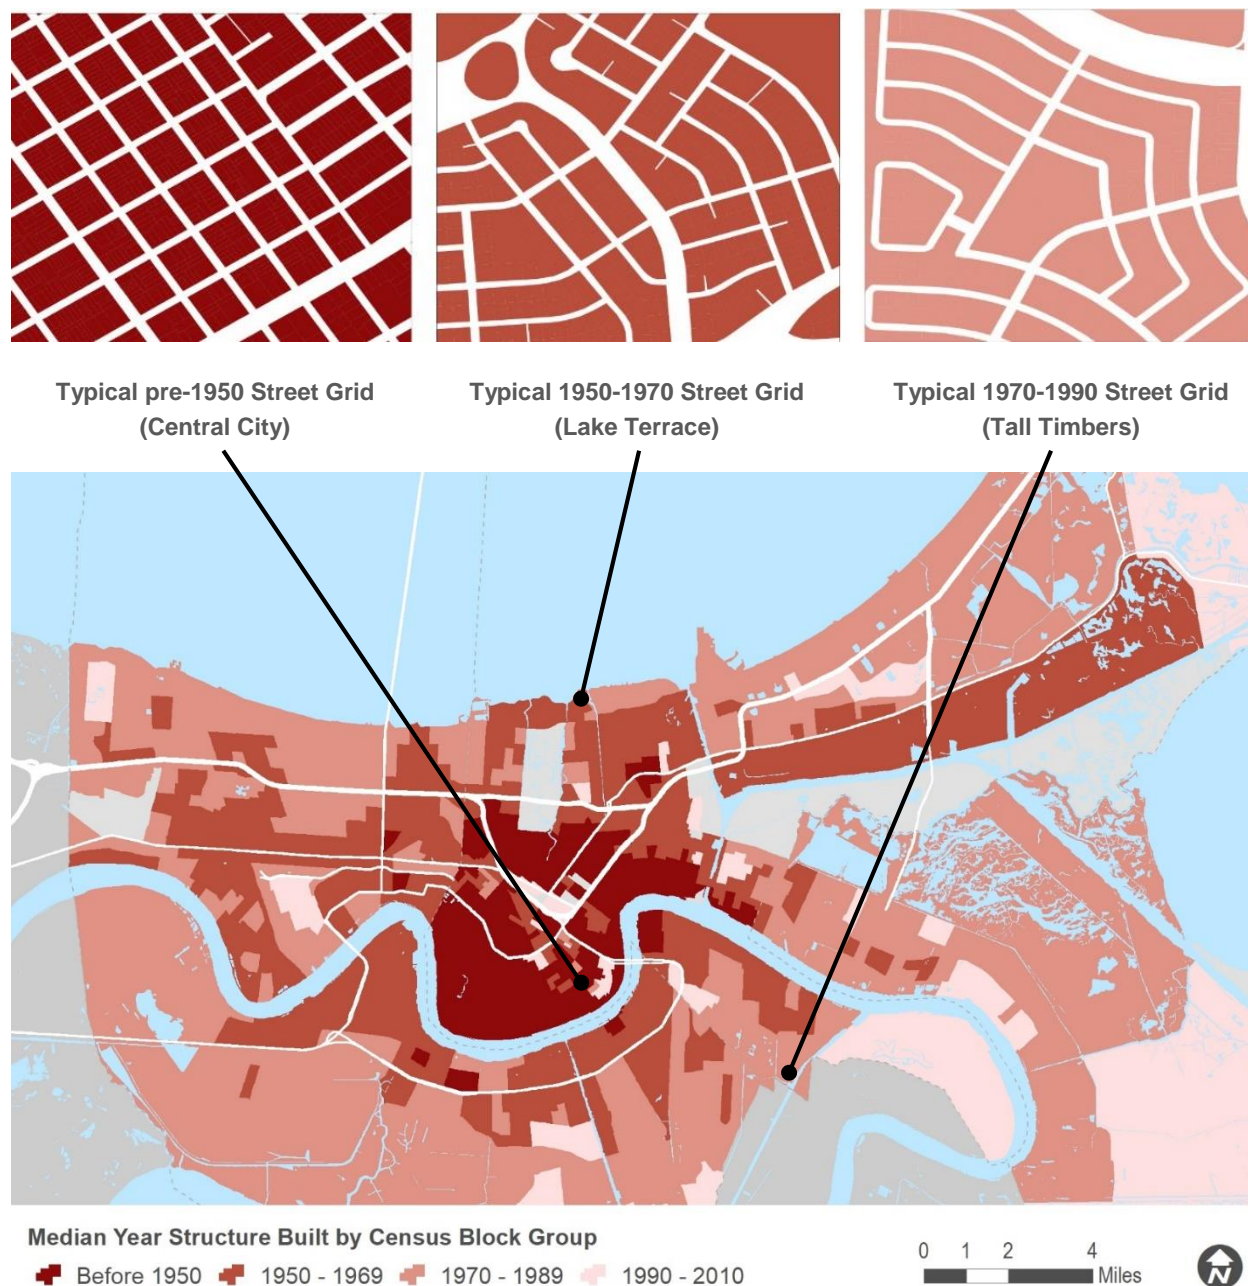 Typical pre-1950 Street Grid
(Central City)
Typical 1950-1970 Street Grid
(Lake Terrace)
Typical 1970-1990 Street Grid
(Tall Timbers)
Median Year Structure Built by Census Block Group
Before 1950
1950 - 1969
1970 - 1989
1990 - 2010
0 1 2 4
Miles
N